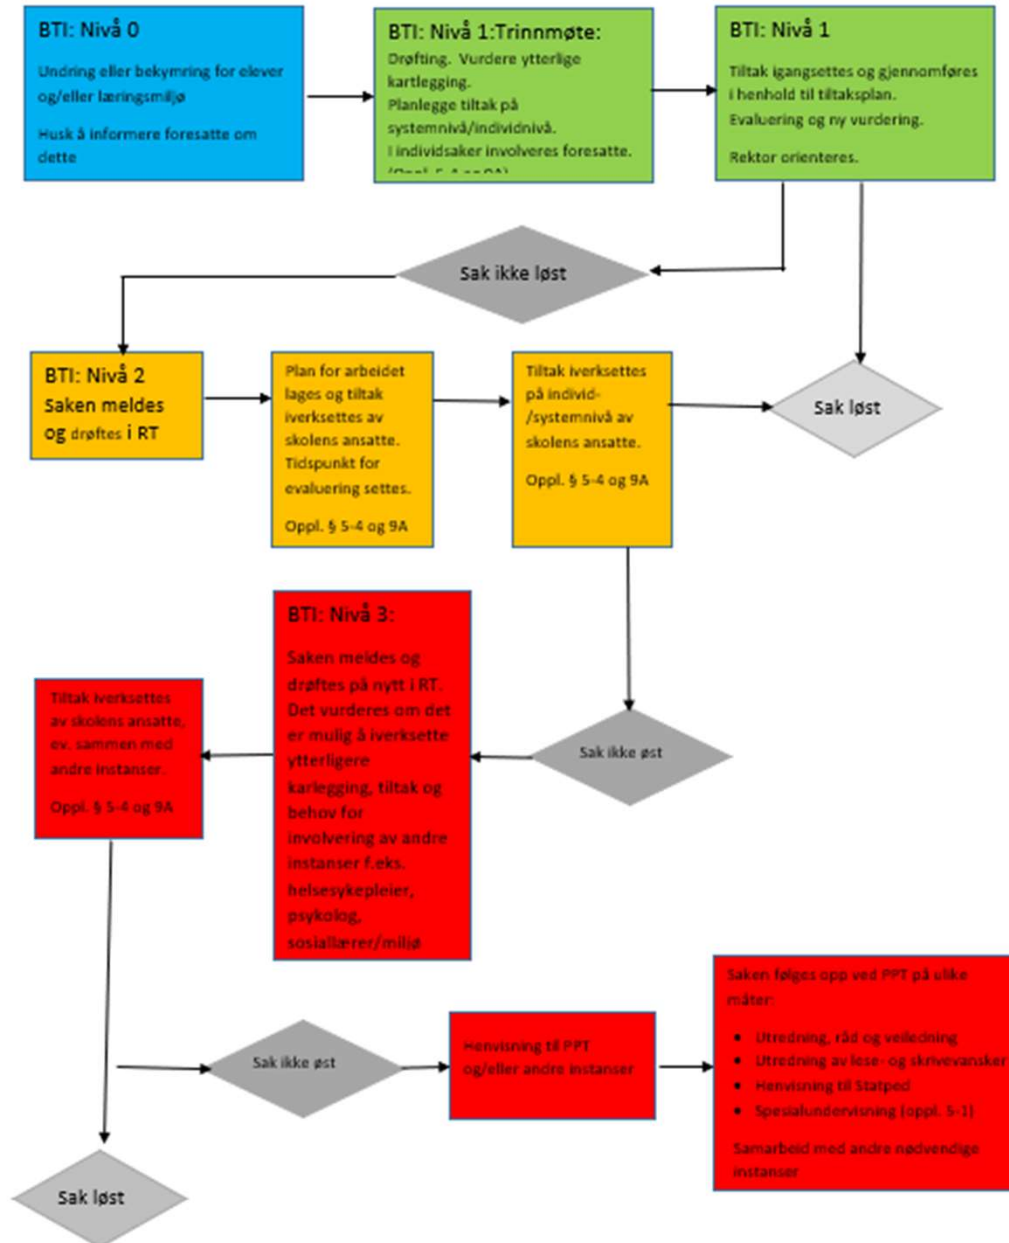 BTI: Nivå 0
Undring eller bekymring for elever
og/eller læringsmiljø
Husk å informere foresatte om
dette
BTI: Nivå 1:Trinnmøte:
Drøfting. Vurdere ytterlige
kartlegging.
Planlegge tiltak på
systemnivå/individnivå.
I individsaker involveres foresatte.
(Oppl. 5-4 og 9A)
BTI: Nivå 1
Tiltak igangsettes og gjennomføres
i henhold til tiltaksplan.
Evaluering og ny vurdering.
Rektor orienteres.
Sak ikke løst
BTI: Nivå 2
Saken meldes
og drøftes i RT
Plan for arbeidet
lages og tiltak
iverksettes av
skolens ansatte.
Tidspunkt for
evaluering settes.
Oppl. § 5-4 og 9A
Tiltak iverksettes
på individ-
/systemnivå av
skolens ansatte.
Oppl. § 5-4 og 9A
Sak løst
BTI: Nivå 3:
Saken meldes og
drøftes på nytt i RT.
Det vurderes om det
er mulig å iverksette
ytterligere
karlegging, tiltak og
behov for
involvering av andre
instanser f.eks.
helsesykepleier,
psykolog,
sosiallærer/miljø
Sak ikke øst
Tiltak iverksettes
av skolens ansatte,
ev. sammen med
andre instanser.
Oppl. § 5-4 og 9A
Sak ikke øst
Henvisning til PPT
og/eller andre instanser
Saken følges opp ved PPT på ulike
måter:
• Utredning, råd og veiledning
• Utredning av lese- og skrivevansker
• Henvisning til Statped
• Spesialundervisning (oppl. 5-1)
Samarbeid med andre nødvendige
instanser
Sak løst